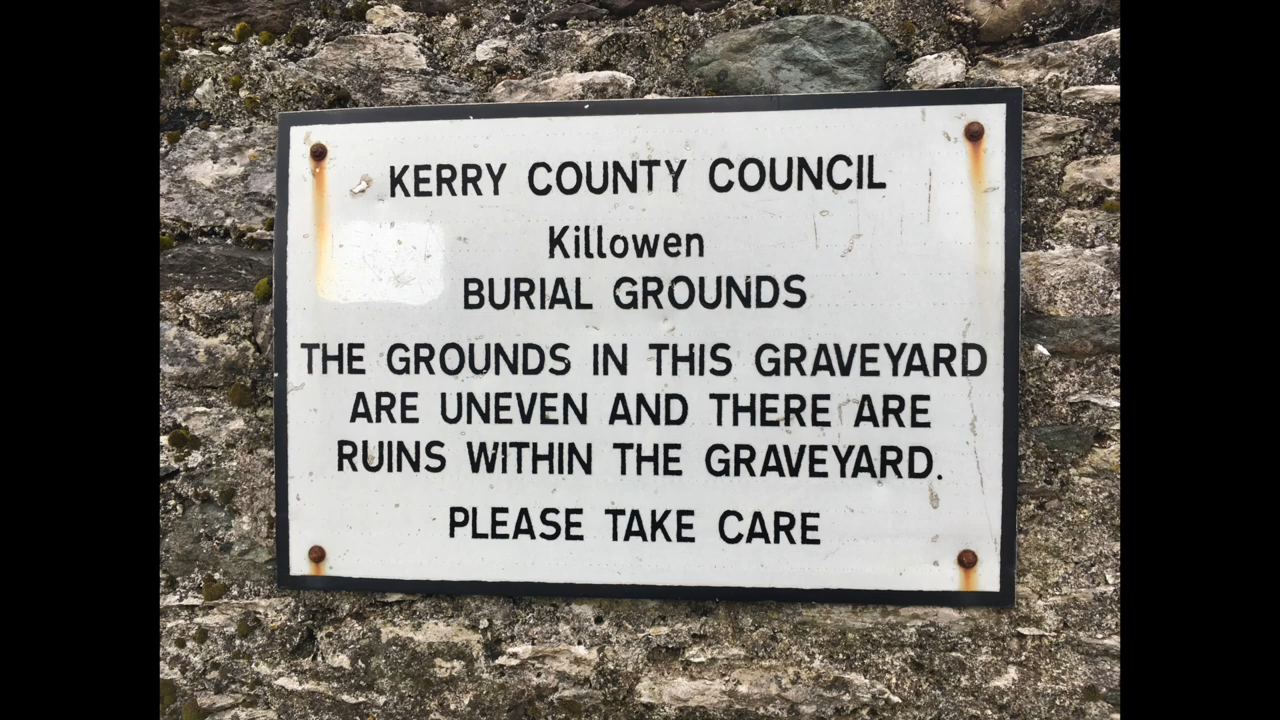 KERRY COUNTY COUNCIL
Killowen
BURIAL GROUNDS
THE GROUNDS IN THIS GRAVEYARD
ARE UNEVEN AND THERE ARE
RUINS WITHIN THE GRAVEYARD.
PLEASE TAKE CARE